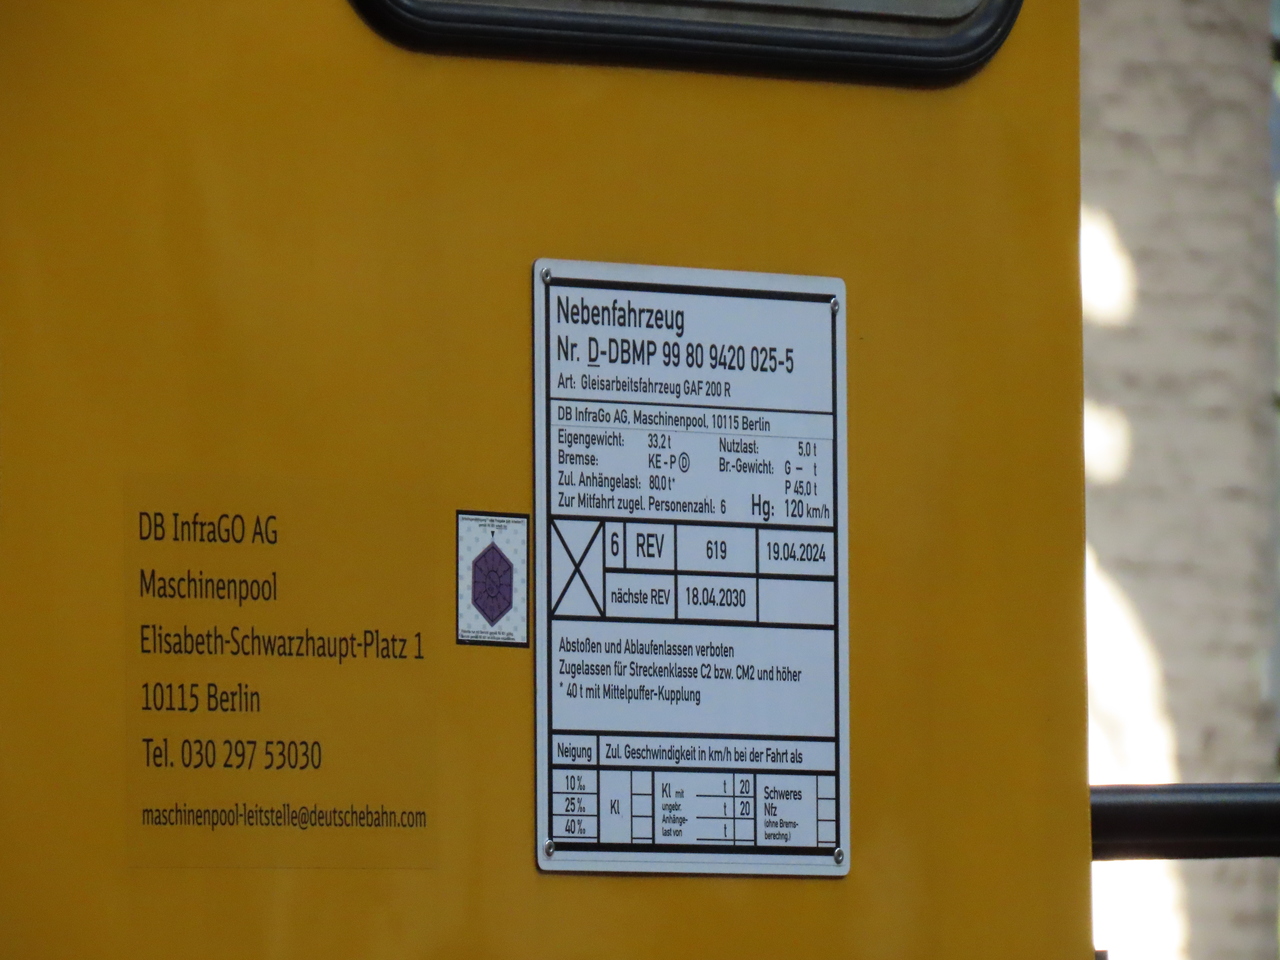 DB InfraGO AG
Maschinenpool
Elisabeth-Schwarzhaupt-Platz 1
10115 Berlin
Tel. 030 297 53030
maschinenpool-leitstelle@deutschebahn.com
Nebenfahrzeug
Nr. D-DBMP 99 80 9420 025-5
Art: Gleisarbeitsfahrzeug GAF 200 R
DB InfraGo AG, Maschinenpool, 10115 Berlin
Eigengewicht: 33,2 t Nutzlast: 5,0 t
Bremse: KE - P Ⓓ Br.-Gewicht: G – t
Zul. Anhängelast: 80,0 t* P 45,0 t
Zur Mitfahrt zugel. Personenzahl: 6 Hg: 120 km/h
6 REV 619 19.04.2024
nächste REV 18.04.2030
Abstoßen und Ablaufenlassen verboten
Zugelassen für Streckenklasse C2 bzw. CM2 und höher
* 40 t mit Mittelpuffer-Kupplung
Neigung Zul. Geschwindigkeit in km/h bei der Fahrt als
10 ‰
25 ‰
40 ‰
Kl
Kl mit
ungebr.
Anhänge-
last von
t 20
t 20
t
Schweres
Nfz
(ohne Brems-
berechng.)